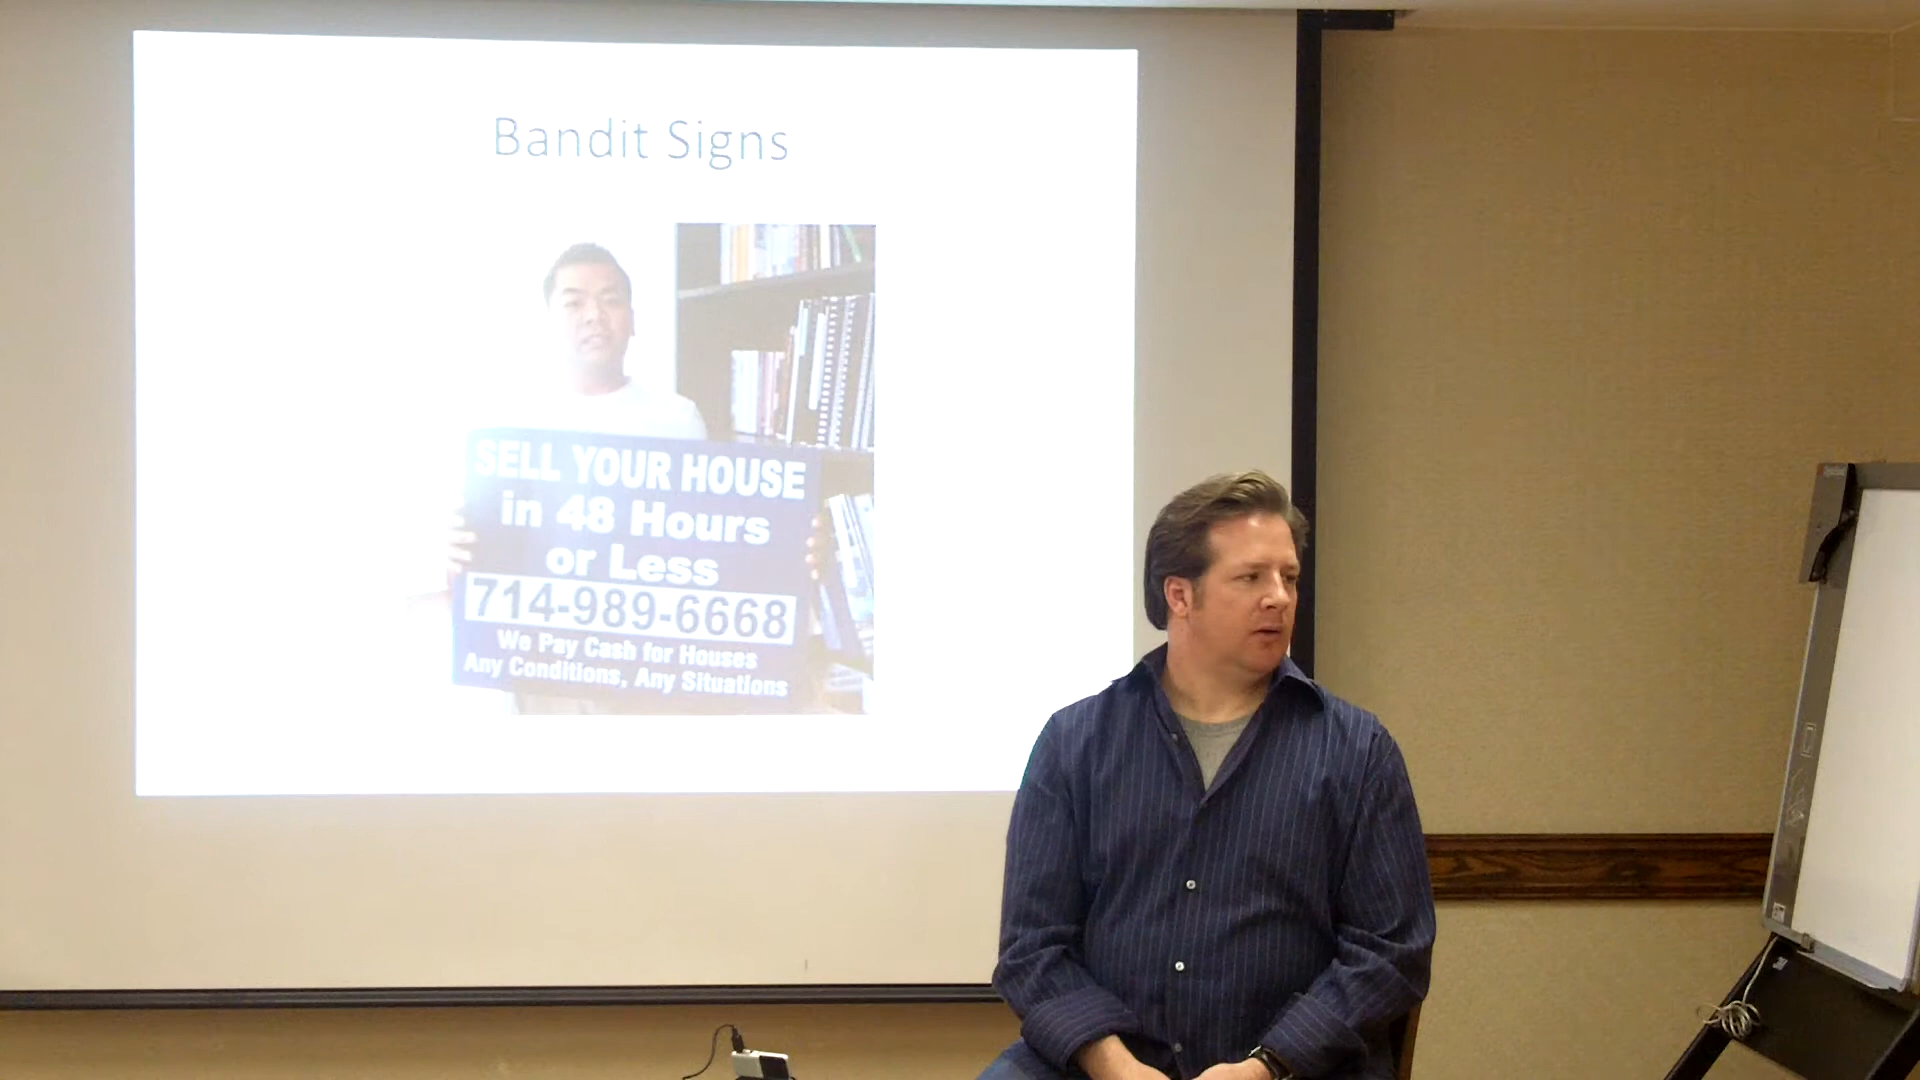 Bandit Signs
SELL YOUR HOUSE
in 48 Hours
or Less
714-989-6668
We Pay Cash for Houses
Any Conditions, Any Situations